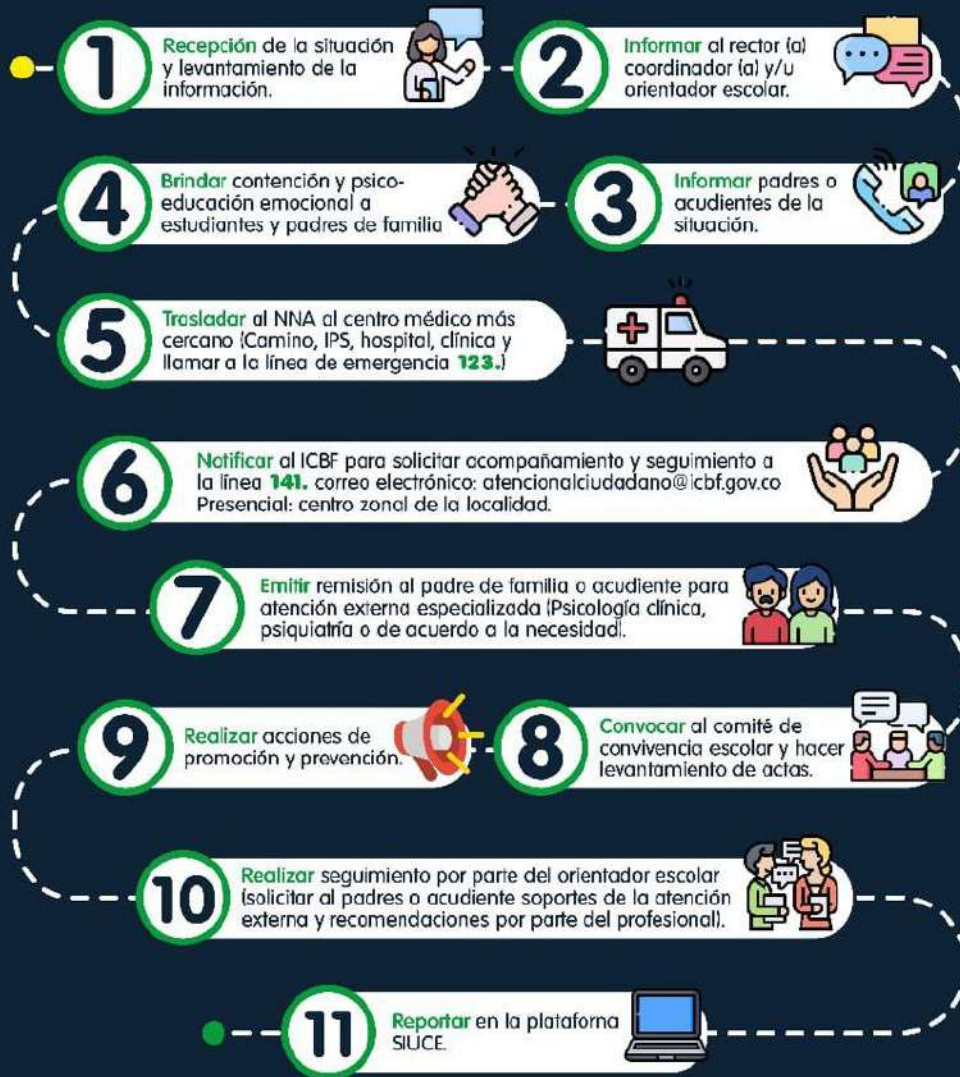 1
Recepción de la situación
y levantamiento de la
información.
2
Informar al rector (a)
coordinador (a) y/u
orientador escolar.
3
Informar padres o
acudientes de la
situación.
4
Brindar contención y psico-
educación emocional a
estudiantes y padres de familia
5
Trasladar al NNA al centro médico más
cercano (Camino, IPS, hospital, clínica y
llamar a la línea de emergencia 123.)
6
Notificar al ICBF para solicitar acompañamiento y seguimiento a
la línea 141. correo electrónico: atencionalciudadano@icbf.gov.co
Presencial: centro zonal de la localidad.
7
Emitir remisión al padre de familia o acudiente para
atención externa especializada (Psicología clínica,
psiquiatría o de acuerdo a la necesidad).
8
Convocar al comité de
convivencia escolar y hacer
levantamiento de actas.
9
Realizar acciones de
promoción y prevención.
10
Realizar seguimiento por parte del orientador escolar
(solicitar al padres o acudiente soportes de la atención
externa y recomendaciones por parte del profesional).
11
Reportar en la plataforma
SIUCE.